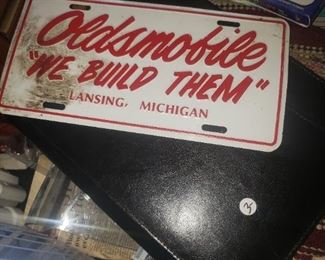 Oldsmobile
"WE BUILD THEM"
LANSING, MICHIGAN